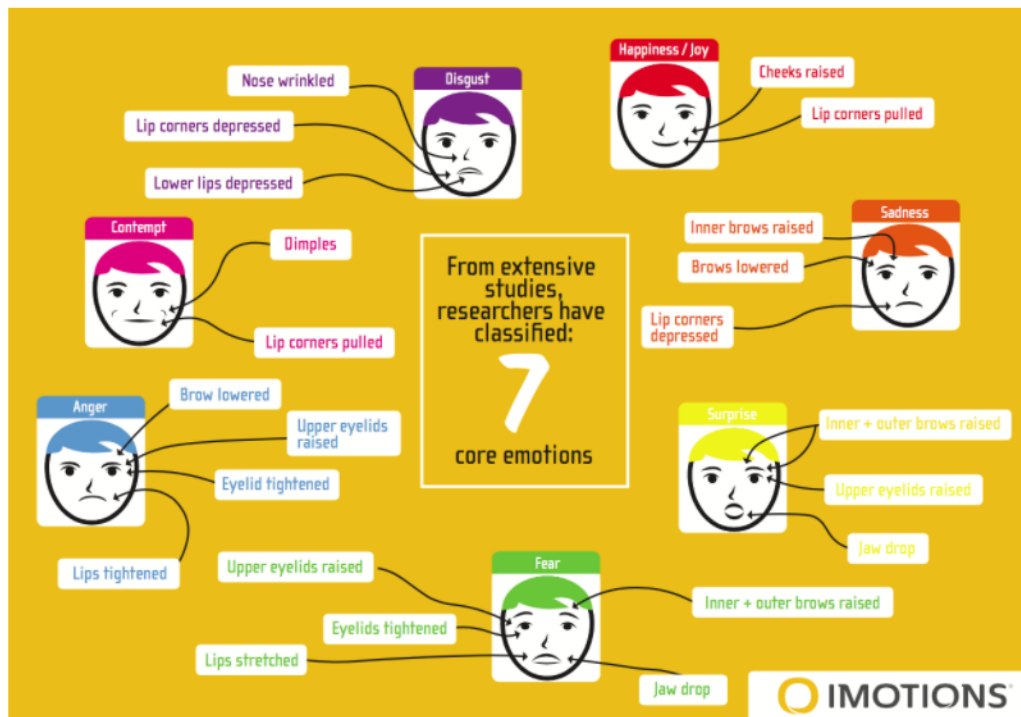 Disgust
Nose wrinkled
Lip corners depressed
Lower lips depressed
Happiness / Joy
Cheeks raised
Lip corners pulled
Contempt
Dimples
Lip corners pulled
From extensive
studies,
researchers have
classified:
7
core emotions
Sadness
Inner brows raised
Brows lowered
Lip corners
depressed
Anger
Brow lowered
Upper eyelids
raised
Eyelid tightened
Lips tightened
Surprise
Inner + outer brows raised
Upper eyelids raised
Jaw drop
Fear
Upper eyelids raised
Eyelids tightened
Lips stretched
Inner + outer brows raised
Jaw drop
IMOTIONS